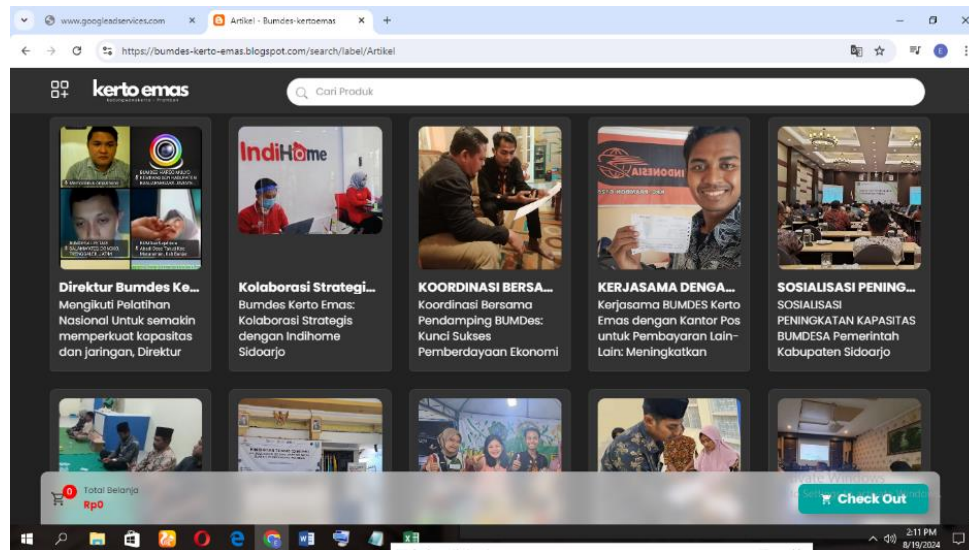 www.googleadservices.com
Artikel - Bumdes-kertoemas
https://bumdes-kerto-emas.blogspot.com/search/label/Artikel
E
kerto emas
Cari Produk
IndiHome
INDONESIA
Direktur Bumdes Ke...
Mengikuti Pelatihan
Nasional Untuk semakin
memperkuat kapasitas
dan jaringan, Direktur
Kolaborasi Strategi...
Bumdes Kerto Emas:
Kolaborasi Strategis
dengan Indihome
Sidoarjo
KOORDINASI BERSA...
Koordinasi Bersama
Pendamping BUMDes:
Kunci Sukses
Pemberdayaan Ekonomi
KERJASAMA DENGA...
Kerjasama BUMDES Kerto
Emas dengan Kantor Pos
untuk Pembayaran Lain-
Lain: Meningkatkan
SOSIALISASI PENING...
SOSIALISASI
PENINGKATAN KAPASITAS
BUMDESA Pemerintah
Kabupaten Sidoarjo
0
Total Belanja
Rp0
Check Out
2:11 PM
8/19/2024